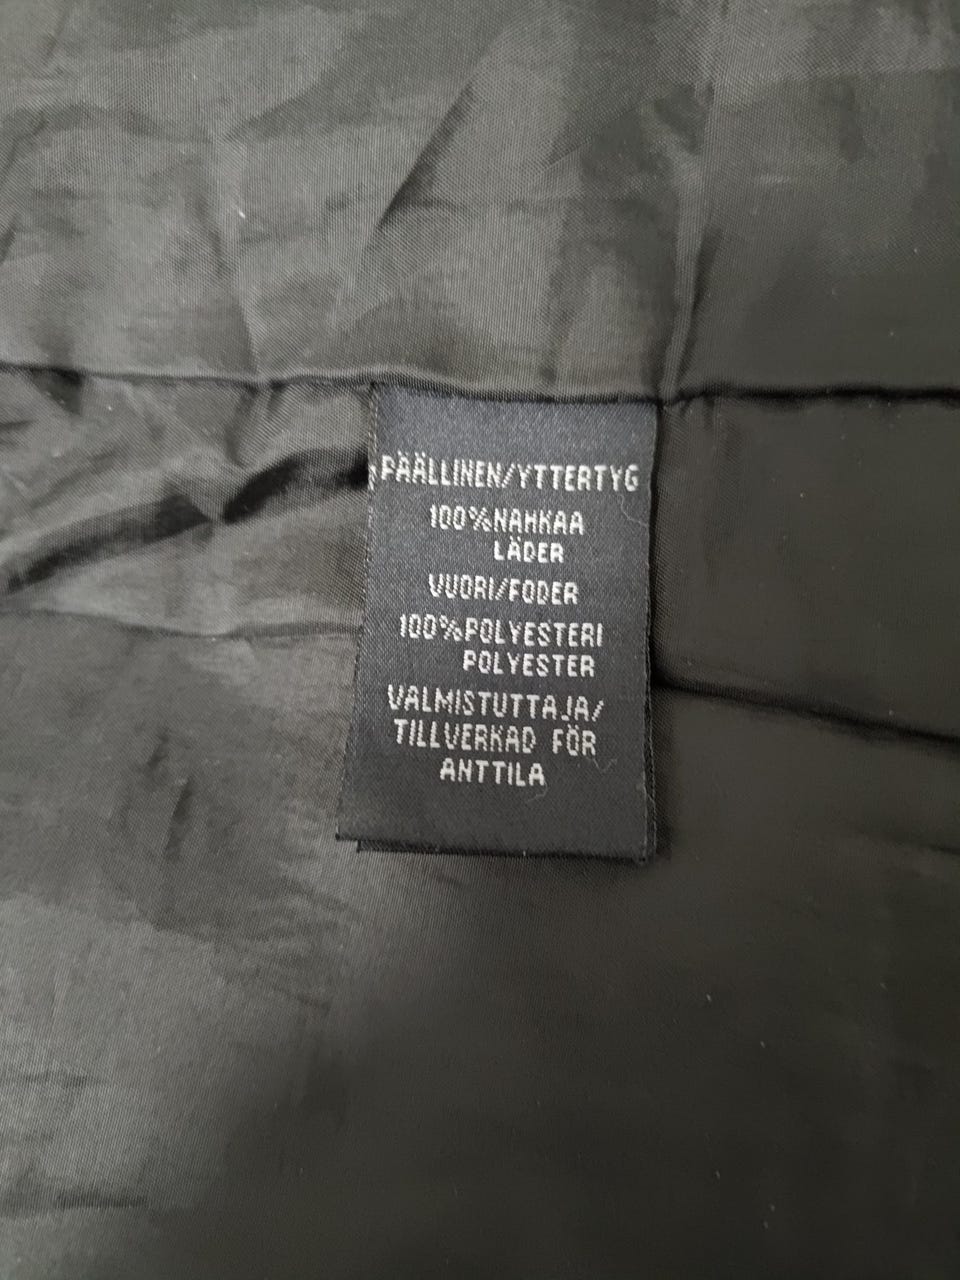 PÄÄLLINEN/YTTERTYG
100%NAHKAA
LÄDER
VUORI/FODER
100%POLYESTERI
POLYESTER
VALMISTUTTAJA/
TILLVERKAD FÖR
ANTTILA